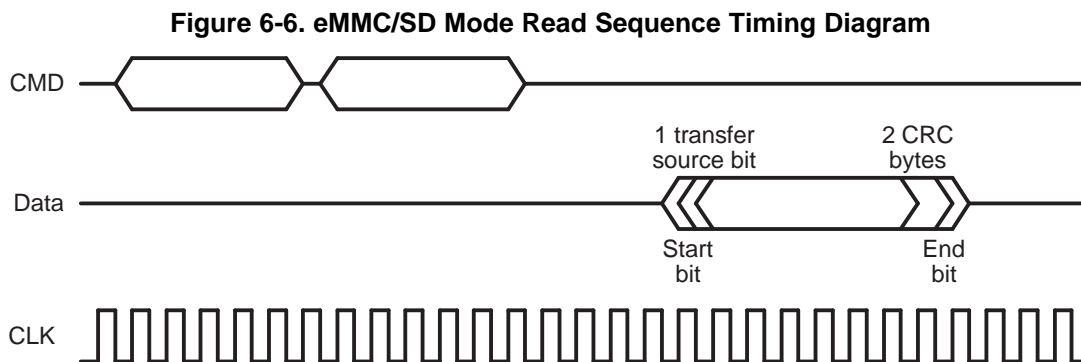 Figure 6-6. eMMC/SD Mode Read Sequence Timing Diagram
CMD
1 transfer
source bit
2 CRC
bytes
Data
Start
bit
End
bit
CLK